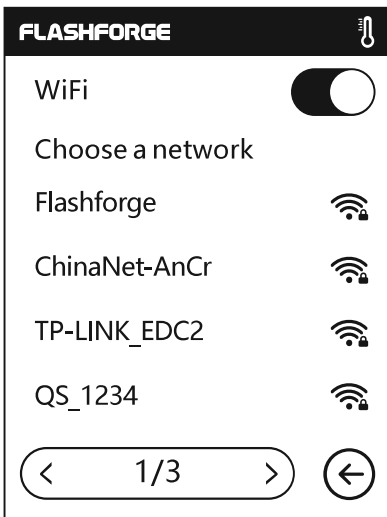 FLASHFORGE
WiFi
Choose a network
Flashforge
ChinaNet-AnCr
TP-LINK_EDC2
QS_1234
< 1/3 >